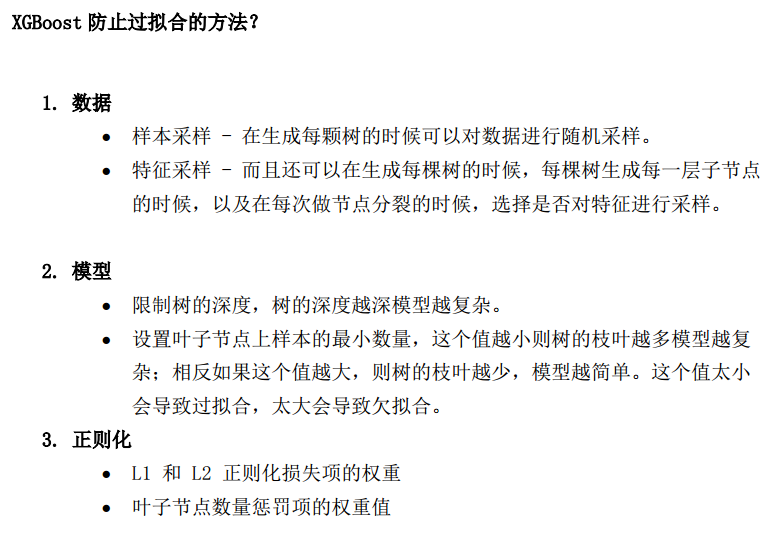 XGBoost 防止过拟合的方法?
1. 数据
• 样本采样 - 在生成每颗树的时候可以对数据进行随机采样。
• 特征采样 - 而且还可以在生成每棵树的时候，每棵树生成每一层子节点
的时候，以及在每次做节点分裂的时候，选择是否对特征进行采样。
2. 模型
• 限制树的深度，树的深度越深模型越复杂。
• 设置叶子节点上样本的最小数量，这个值越小则树的枝叶越多模型越复
杂；相反如果这个值越大，则树的枝叶越少，模型越简单。这个值太小
会导致过拟合，太大会导致欠拟合。
3. 正则化
• L1 和 L2 正则化损失项的权重
• 叶子节点数量惩罚项的权重值